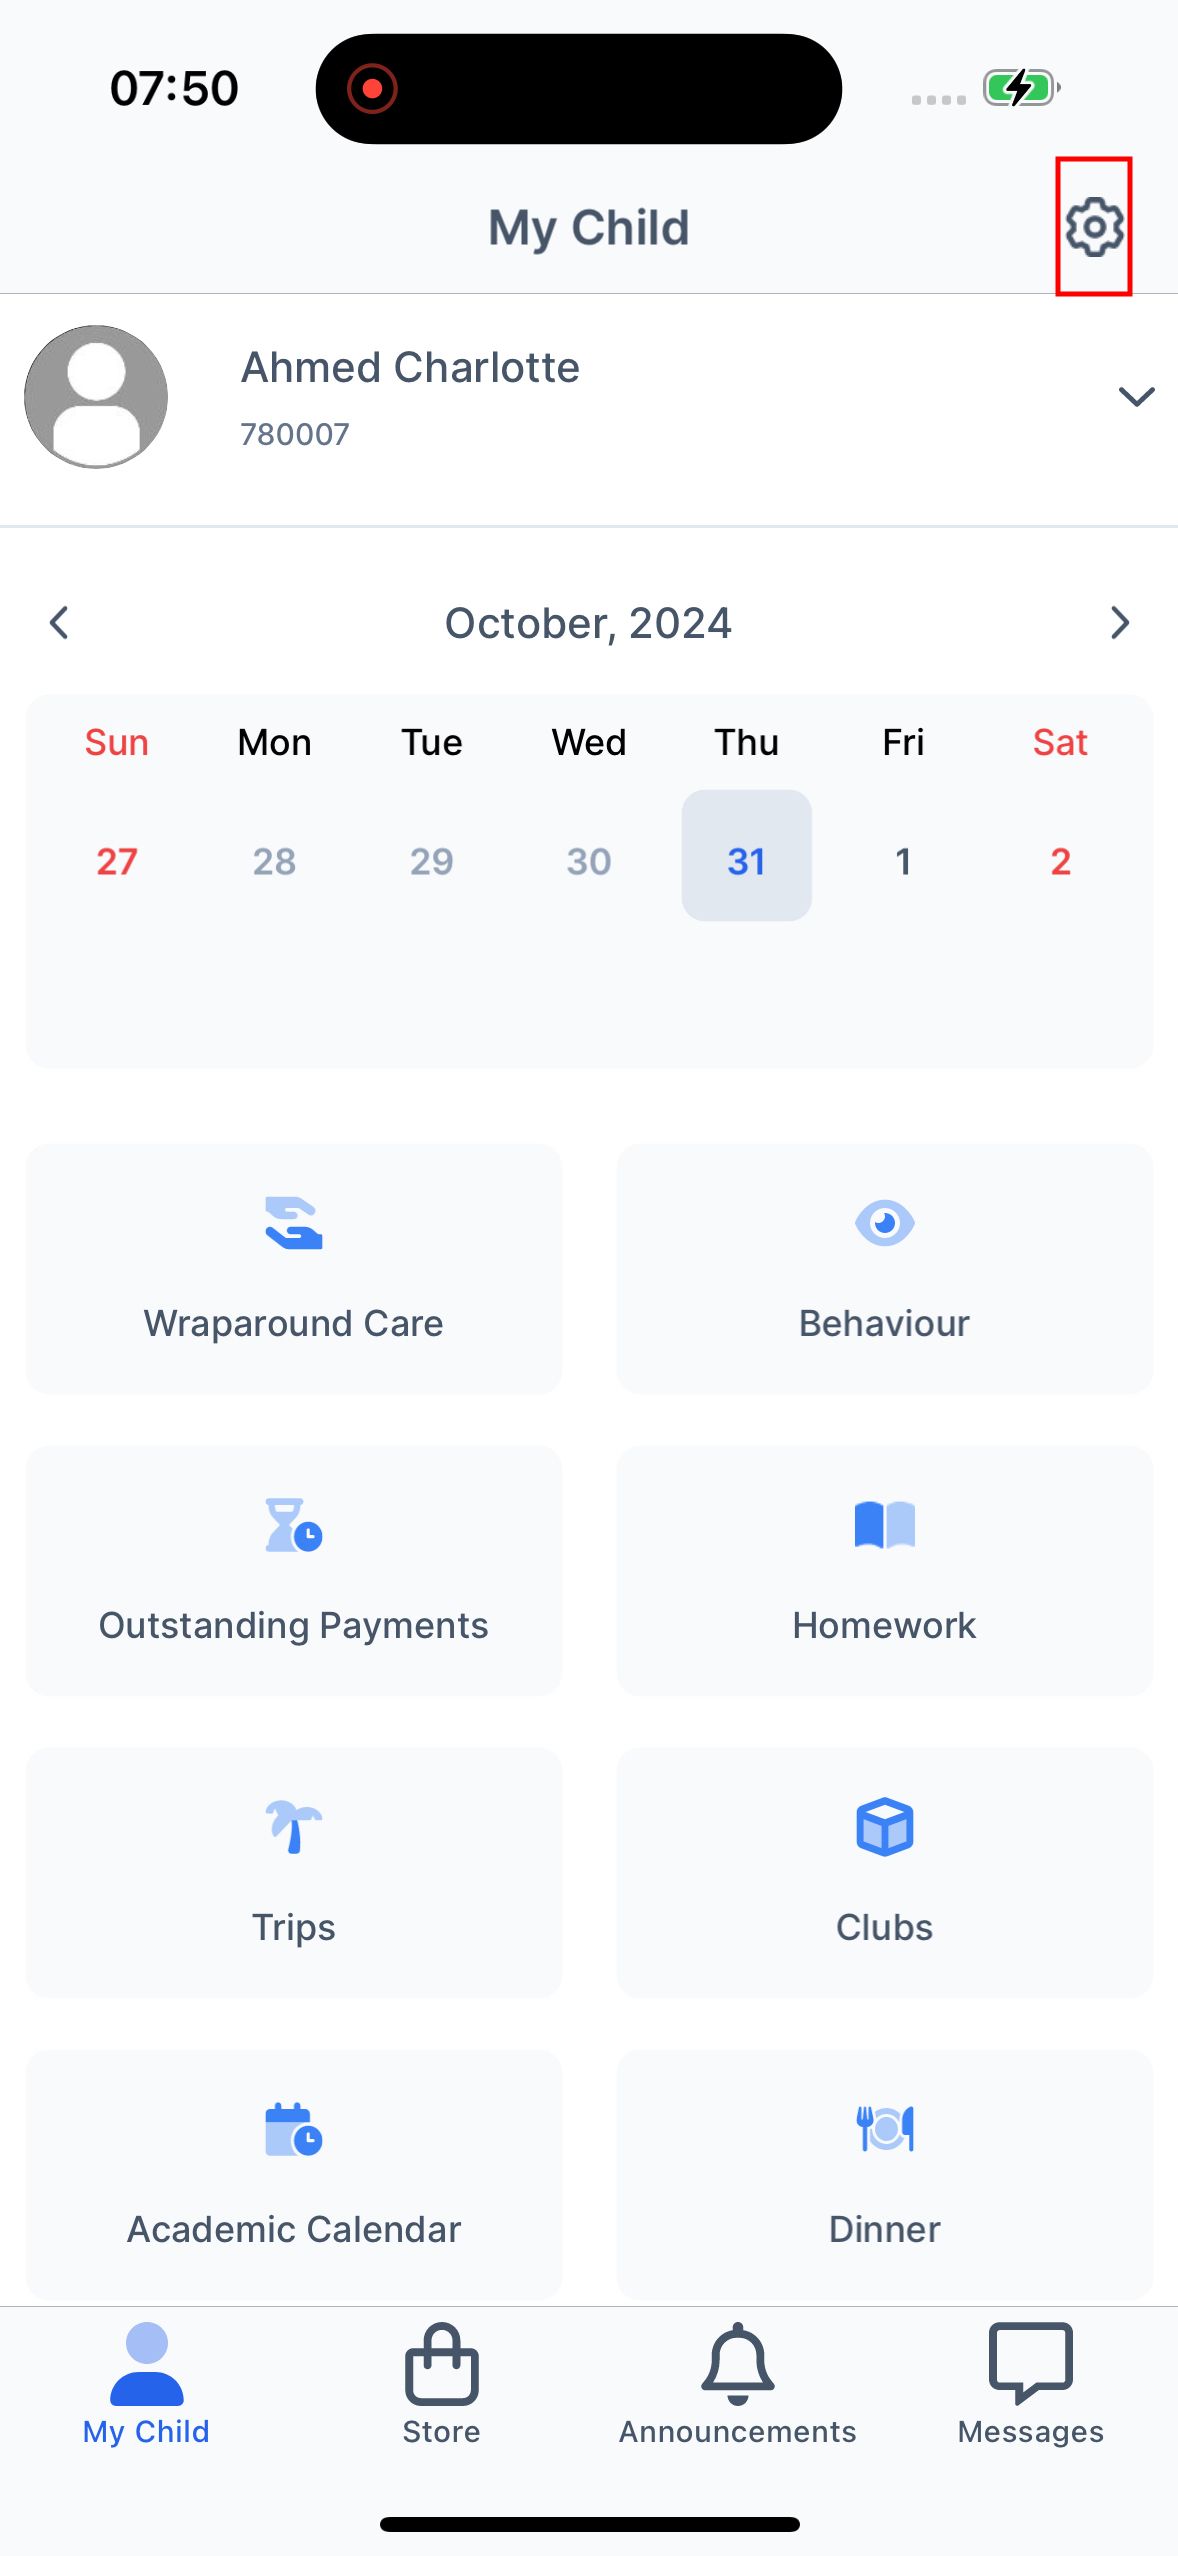 07:50
My Child
Ahmed Charlotte
780007
October, 2024
Sun Mon Tue Wed Thu Fri Sat
27 28 29 30 31 1 2
Wraparound Care
Behaviour
Outstanding Payments
Homework
Trips
Clubs
Academic Calendar
Dinner
My Child
Store
Announcements
Messages